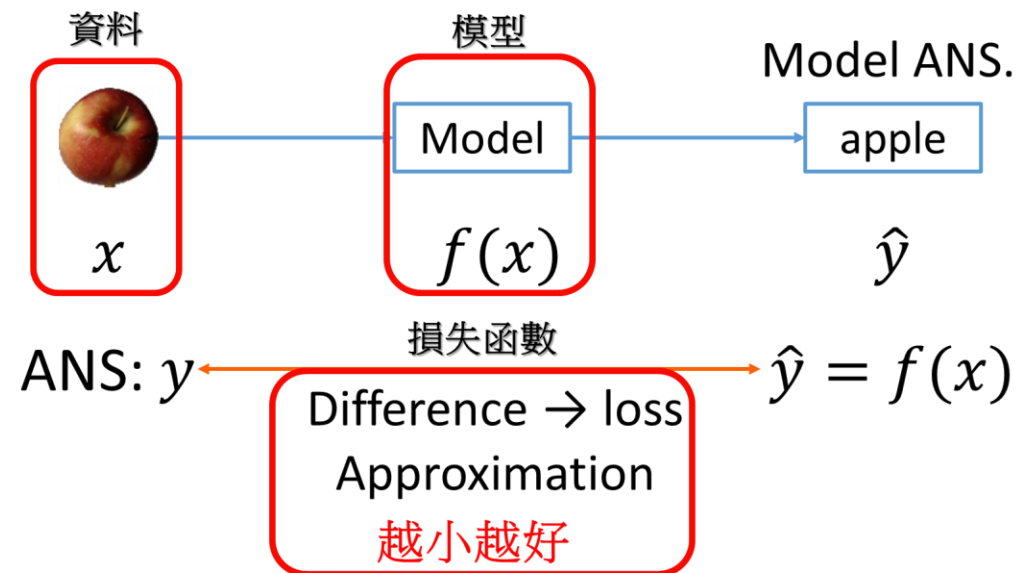 資料
模型
Model ANS.
Model
apple
x
f(x)
ŷ
損失函數
ANS: y
ŷ = f(x)
Difference → loss
Approximation
越小越好